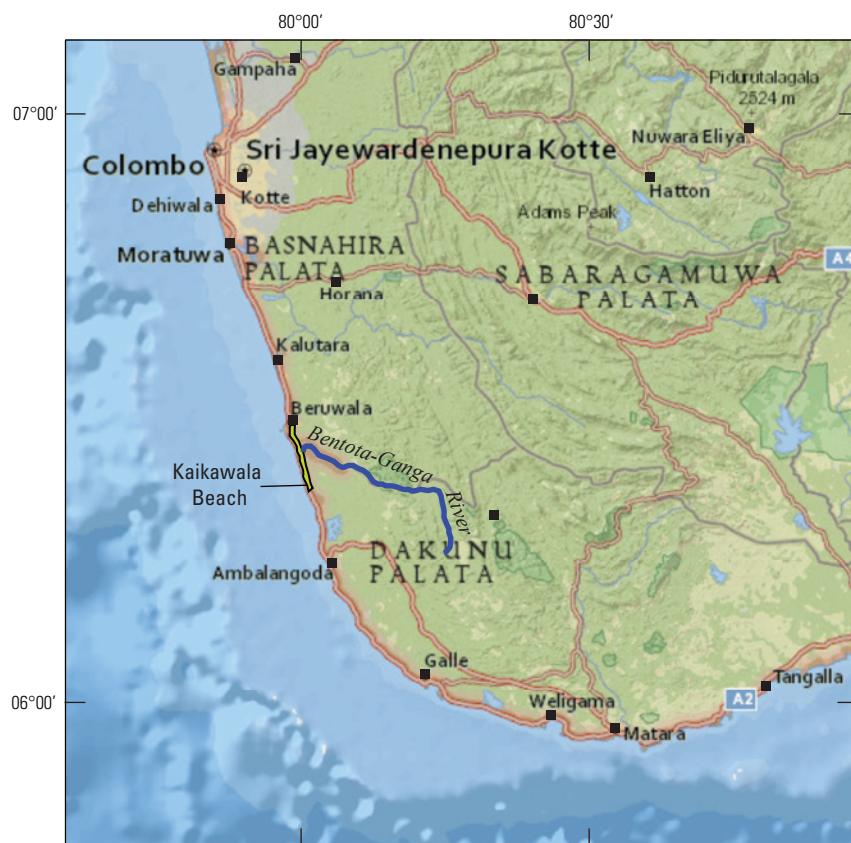 80°00′
80°30′
07°00′
Gampaha
Pidurutalagala
2524 m
Nuwara Eliya
Colombo
Sri Jayewardenepura Kotte
Kotte
Hatton
Dehiwala
Adams Peak
Moratuwa
BASNAHIRA
PALATA
A4
SABARAGAMUWA
PALATA
Horana
Kalutara
Beruwala
Bentota-Ganga
River
Kaikawala
Beach
DAKUNU
PALATA
Ambalangoda
Galle
06°00′
Weligama
A2
Tangalla
Matara